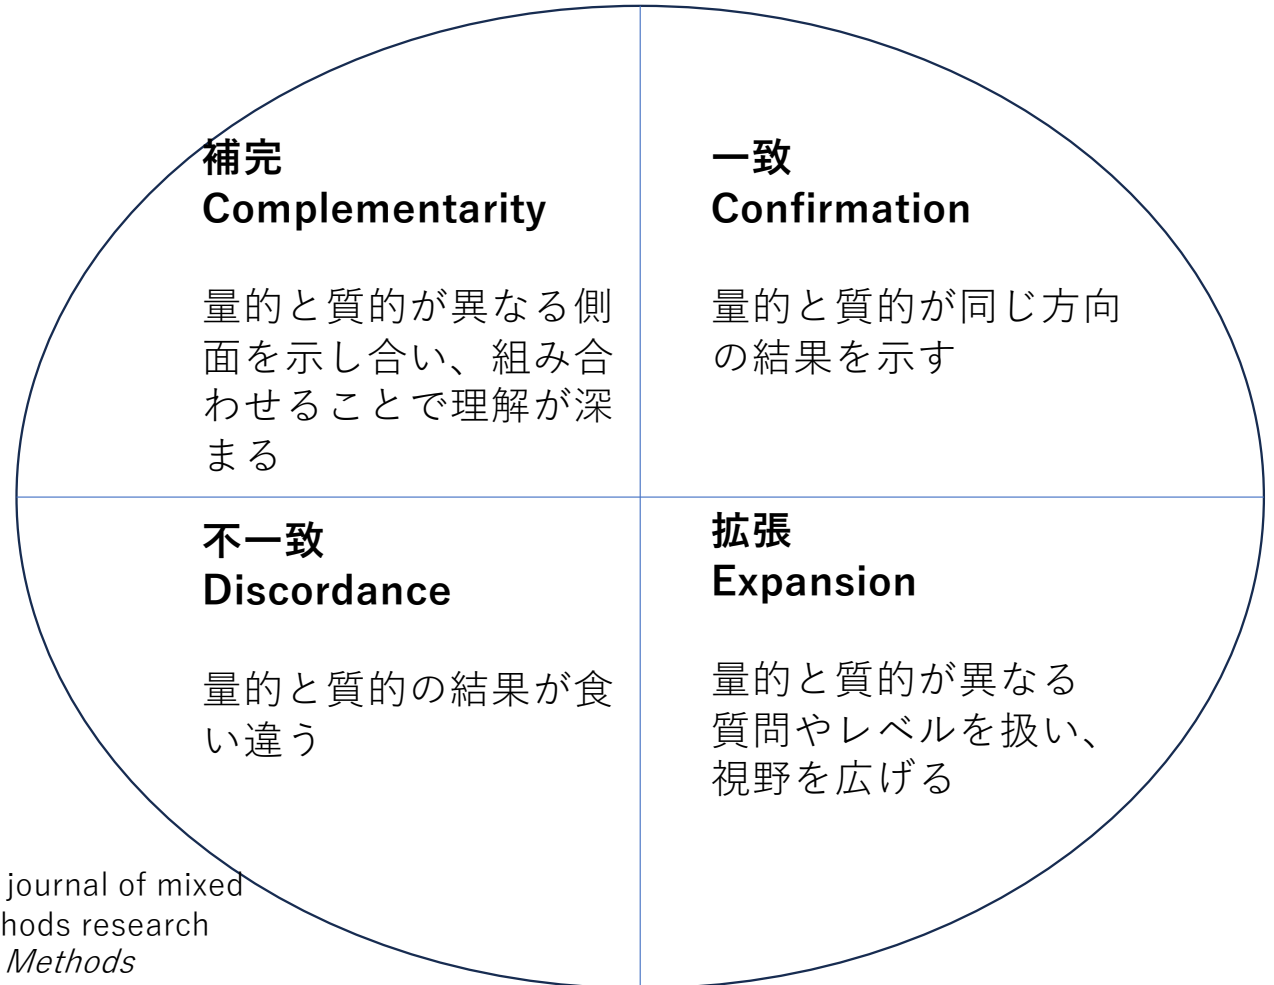 補完
Complementarity
量的と質的が異なる側
面を示し合い、組み合
わせることで理解が深
まる
一致
Confirmation
量的と質的が同じ方向
の結果を示す
不一致
Discordance
量的と質的の結果が食
い違う
拡張
Expansion
量的と質的が異なる
質問やレベルを扱い、
視野を広げる
journal of mixed
hods research
Methods